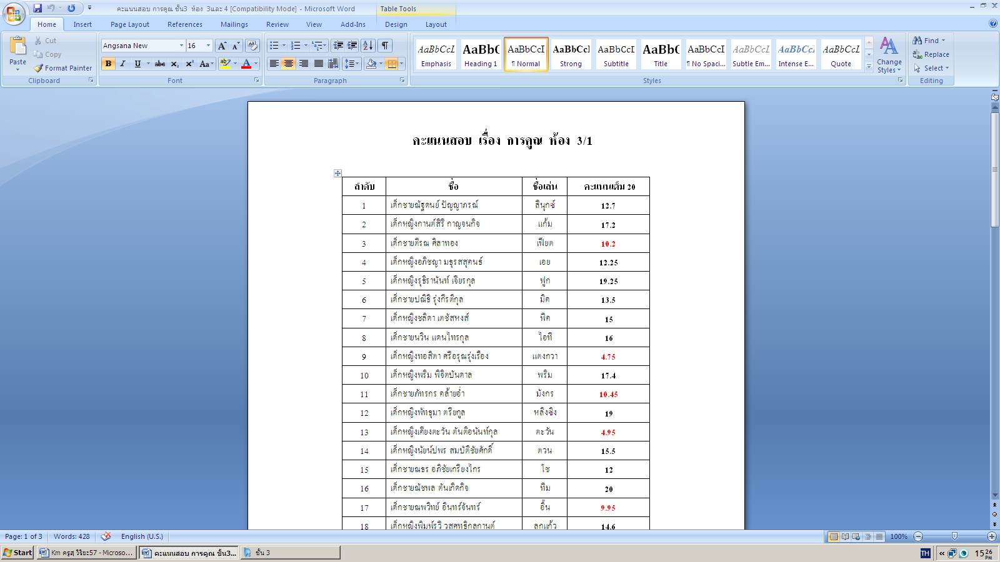 คะแนนสอบ การคูณ ชั้น3 ห้อง 3และ 4 [Compatibility Mode] - Microsoft Word
Table Tools
Home Insert Page Layout References Mailings Review View Add-Ins Design Layout
Paste
Cut
Copy
Format Painter
Clipboard
Angsana New 16
Font
Paragraph
AaBbCcI AaBbC AaBbCcI AaBbCcI AaBbCcI AaBbC AaBbCcI AaBbCcI AaBbCcI AaBbCcI
Emphasis Heading 1 ¶ Normal Strong Subtitle Title ¶ No Spaci... Subtle Em... Intense E... Quote
Change Styles
Styles
Find
Replace
Select
Editing
คะแนนสอบ เรื่อง การคูณ ห้อง 3/1
ลำดับ ชื่อ ชื่อเล่น คะแนนเต็ม 20
1 เด็กชายณัฐดนย์ ปัญญาภรณ์ ลีนุกซ์ 12.7
2 เด็กหญิงกานต์สิรี กาญจนกิจ แก้ม 17.2
3 เด็กชายตีรณ ศิลาทอง เฟียต 10.2
4 เด็กหญิงอภิชญา มธุรสสุคนธ์ เอย 12.25
5 เด็กหญิงรุธิรานันท์ เจียรกุล ฟูก 19.25
6 เด็กชายปณิธิ รุ่งกีรติกุล มิค 13.5
7 เด็กหญิงชลิดา เตชัสหงส์ พีค 15
8 เด็กชายนวิน แดนไทรกุล ไอที 16
9 เด็กหญิงทอสิตา ศรีอรุณรุ่งเรือง แตงกวา 4.75
10 เด็กหญิงพริม พิจิตบันดาล พริม 17.4
11 เด็กชายภัทรกร คล้ายอ่ำ มังกร 10.45
12 เด็กหญิงพัทธุมา ตรียกูล หลิงซิง 19
13 เด็กหญิงเคียงตะวัน ตันติอนันท์กุล ตะวัน 4.95
14 เด็กหญิงนัยน์ปพร สมบัติชัยศักดิ์ ตวน 15.5
15 เด็กชายณธร อภิชัยเกรียงไกร โช 12
16 เด็กชายณัชพล ตันเกิดกิจ ทีม 20
17 เด็กชายณพวิทย์ อินทร์จันทร์ อิ้น 9.95
18 เด็กหญิงพิมพ์รวี ลูกแก้ว 14.6
Page: 1 of 3 Words: 428 English (U.S.) 100%
Start Km ครูสุ วิริยะ57 - Microso... คะแนนสอบ การคูณ ชั้น3... ชั้น 3 TH 15 26 PM